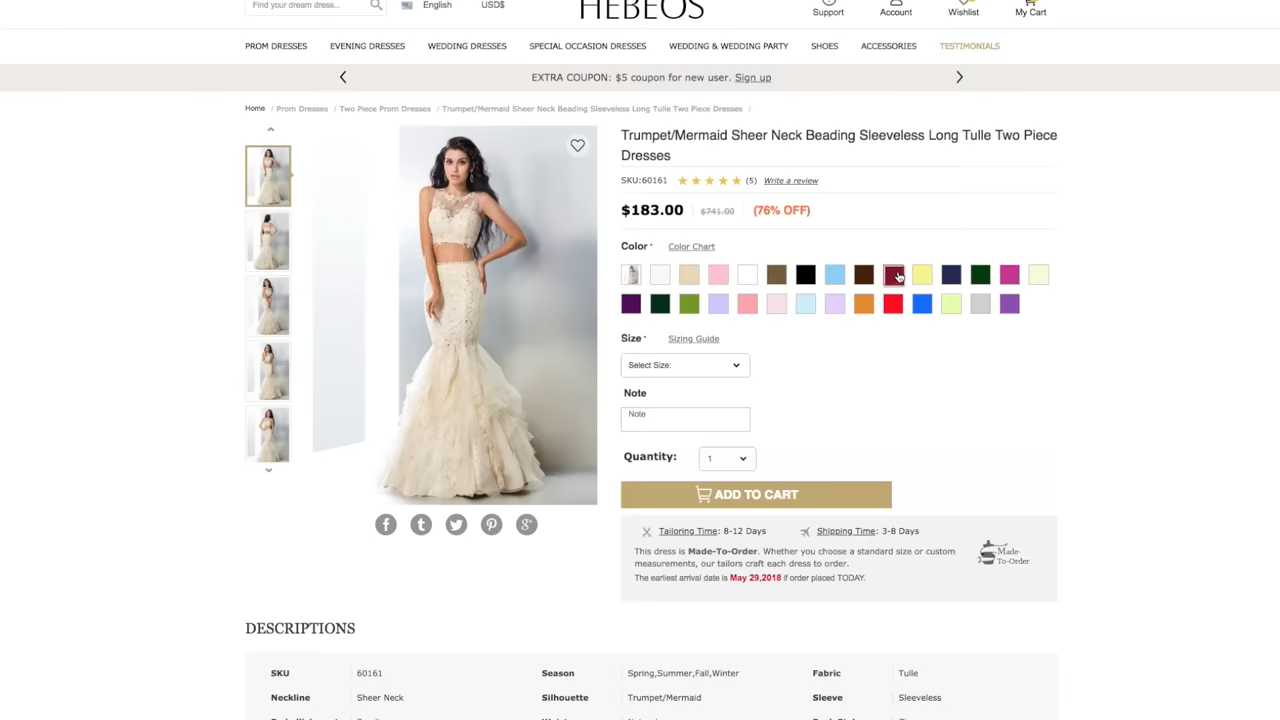 Find your dream dress...
English
USD$
HEBEOS
Support
Account
Wishlist
My Cart
PROM DRESSES
EVENING DRESSES
WEDDING DRESSES
SPECIAL OCCASION DRESSES
WEDDING & WEDDING PARTY
SHOES
ACCESSORIES
TESTIMONIALS
EXTRA COUPON: $5 coupon for new user. Sign up
Home / Prom Dresses / Two Piece Prom Dresses / Trumpet/Mermaid Sheer Neck Beading Sleeveless Long Tulle Two Piece Dresses /
Trumpet/Mermaid Sheer Neck Beading Sleeveless Long Tulle Two Piece
Dresses
SKU:60161 (5) Write a review
$183.00 $741.00 (76% OFF)
Color * Color Chart
Size * Sizing Guide
Select Size:
Note
Note
Quantity: 1
ADD TO CART
Tailoring Time: 8-12 Days Shipping Time: 3-8 Days
This dress is Made-To-Order. Whether you choose a standard size or custom
measurements, our tailors craft each dress to order.
The earliest arrival date is May 29,2018 if order placed TODAY.
Made-
To-Order
DESCRIPTIONS
SKU 60161 Season Spring,Summer,Fall,Winter Fabric Tulle
Neckline Sheer Neck Silhouette Trumpet/Mermaid Sleeve Sleeveless